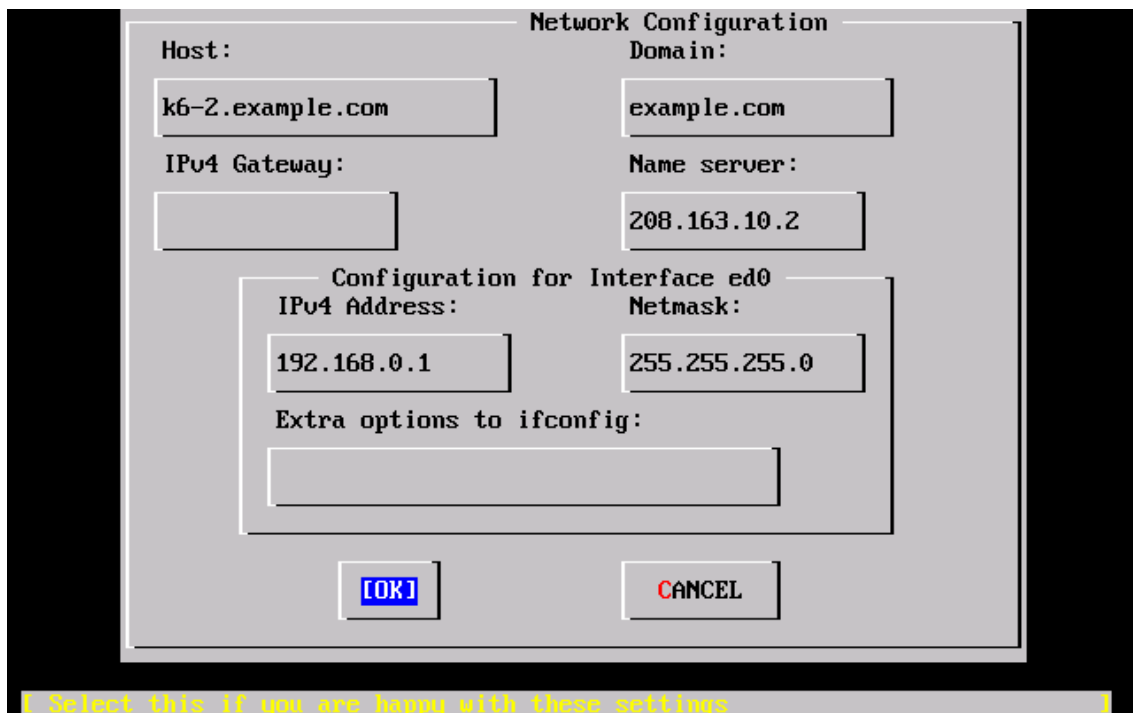 Network Configuration
Host: Domain:
k6-2.example.com example.com
IPv4 Gateway: Name server:
208.163.10.2
Configuration for Interface ed0
IPv4 Address: Netmask:
192.168.0.1 255.255.255.0
Extra options to ifconfig:
[OK] CANCEL
[ Select this if you are happy with these settings ]